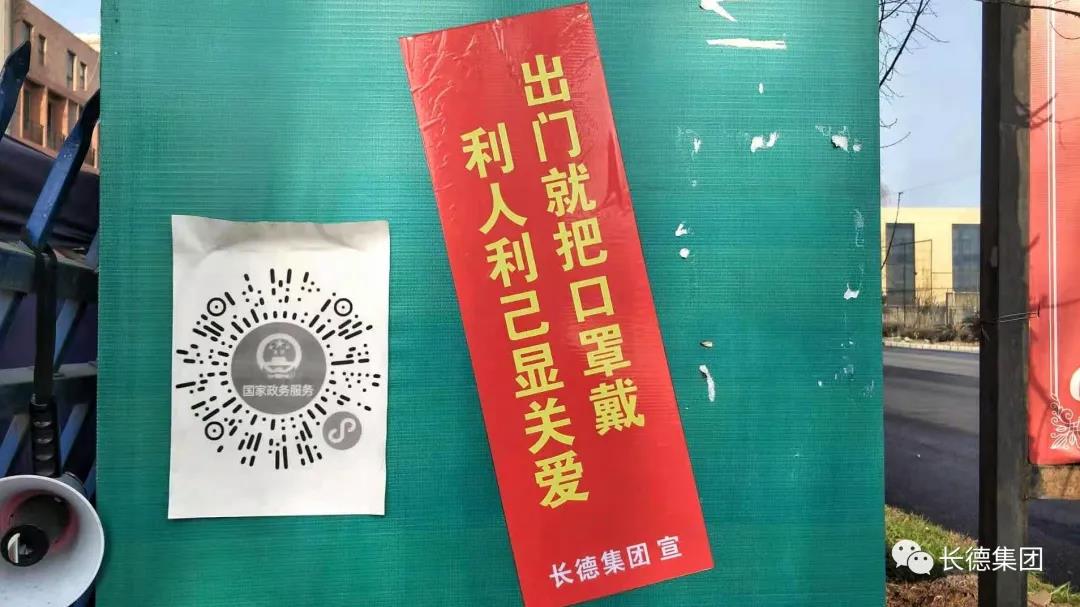 出门就把口罩戴
利人利己显关爱
长德集团 宣
国家政务服务
长德集团